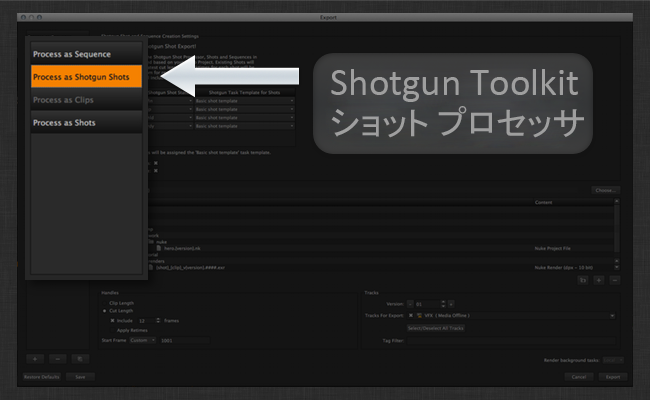 Export
Shotgun Shot and Sequence Creation Settings
Process as Sequence
Process as Shotgun Shots
Process as Clips
Process as Shots
Shotgun Toolkit
ショット プロセッサ
Shotgun Task Template for Shots
Basic shot template
Basic shot template
Basic shot template
Basic shot template
will be assigned the 'Basic shot template' task template.
Choose...
Content
nuke
Nuke Project File
Nuke Render (dpx - 10 bit)
Handles
Clip Length
Cut Length
Include 12 frames
Apply Retimes
Start Frame Custom 1001
Tracks
Version 01
Tracks For Export VFX ( Media Offline )
Select/Deselect All Tracks
Tag Filter
Render background tasks:
Restore Defaults Save Cancel Export